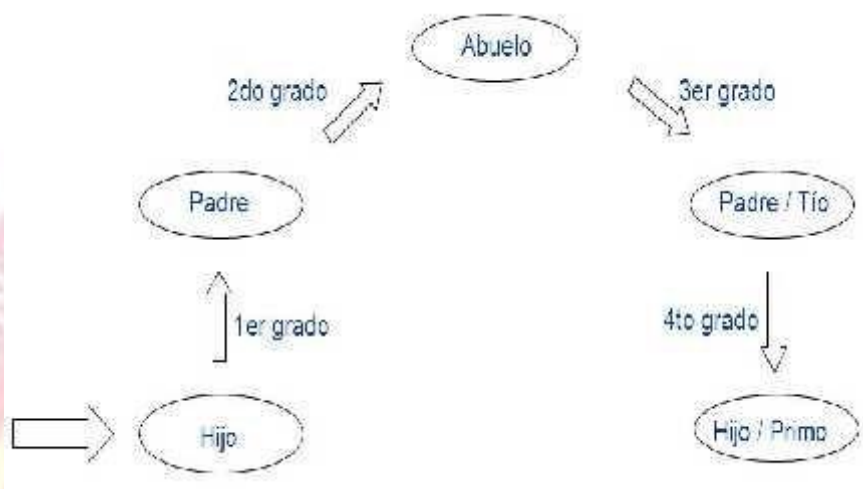 Abuelo
2do grado
3er grado
Padre
Padre / Tío
1er grado
4to grado
Hijo
Hijo / Primo